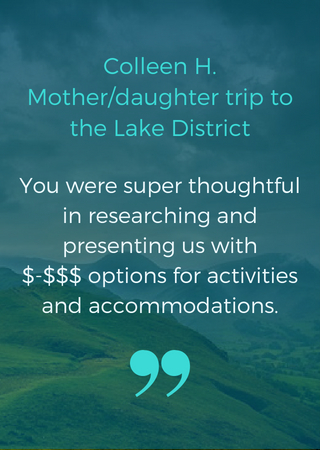 Colleen H.
Mother/daughter trip to
the Lake District
You were super thoughtful
in researching and
presenting us with
$-$$$ options for activities
and accommodations.
”